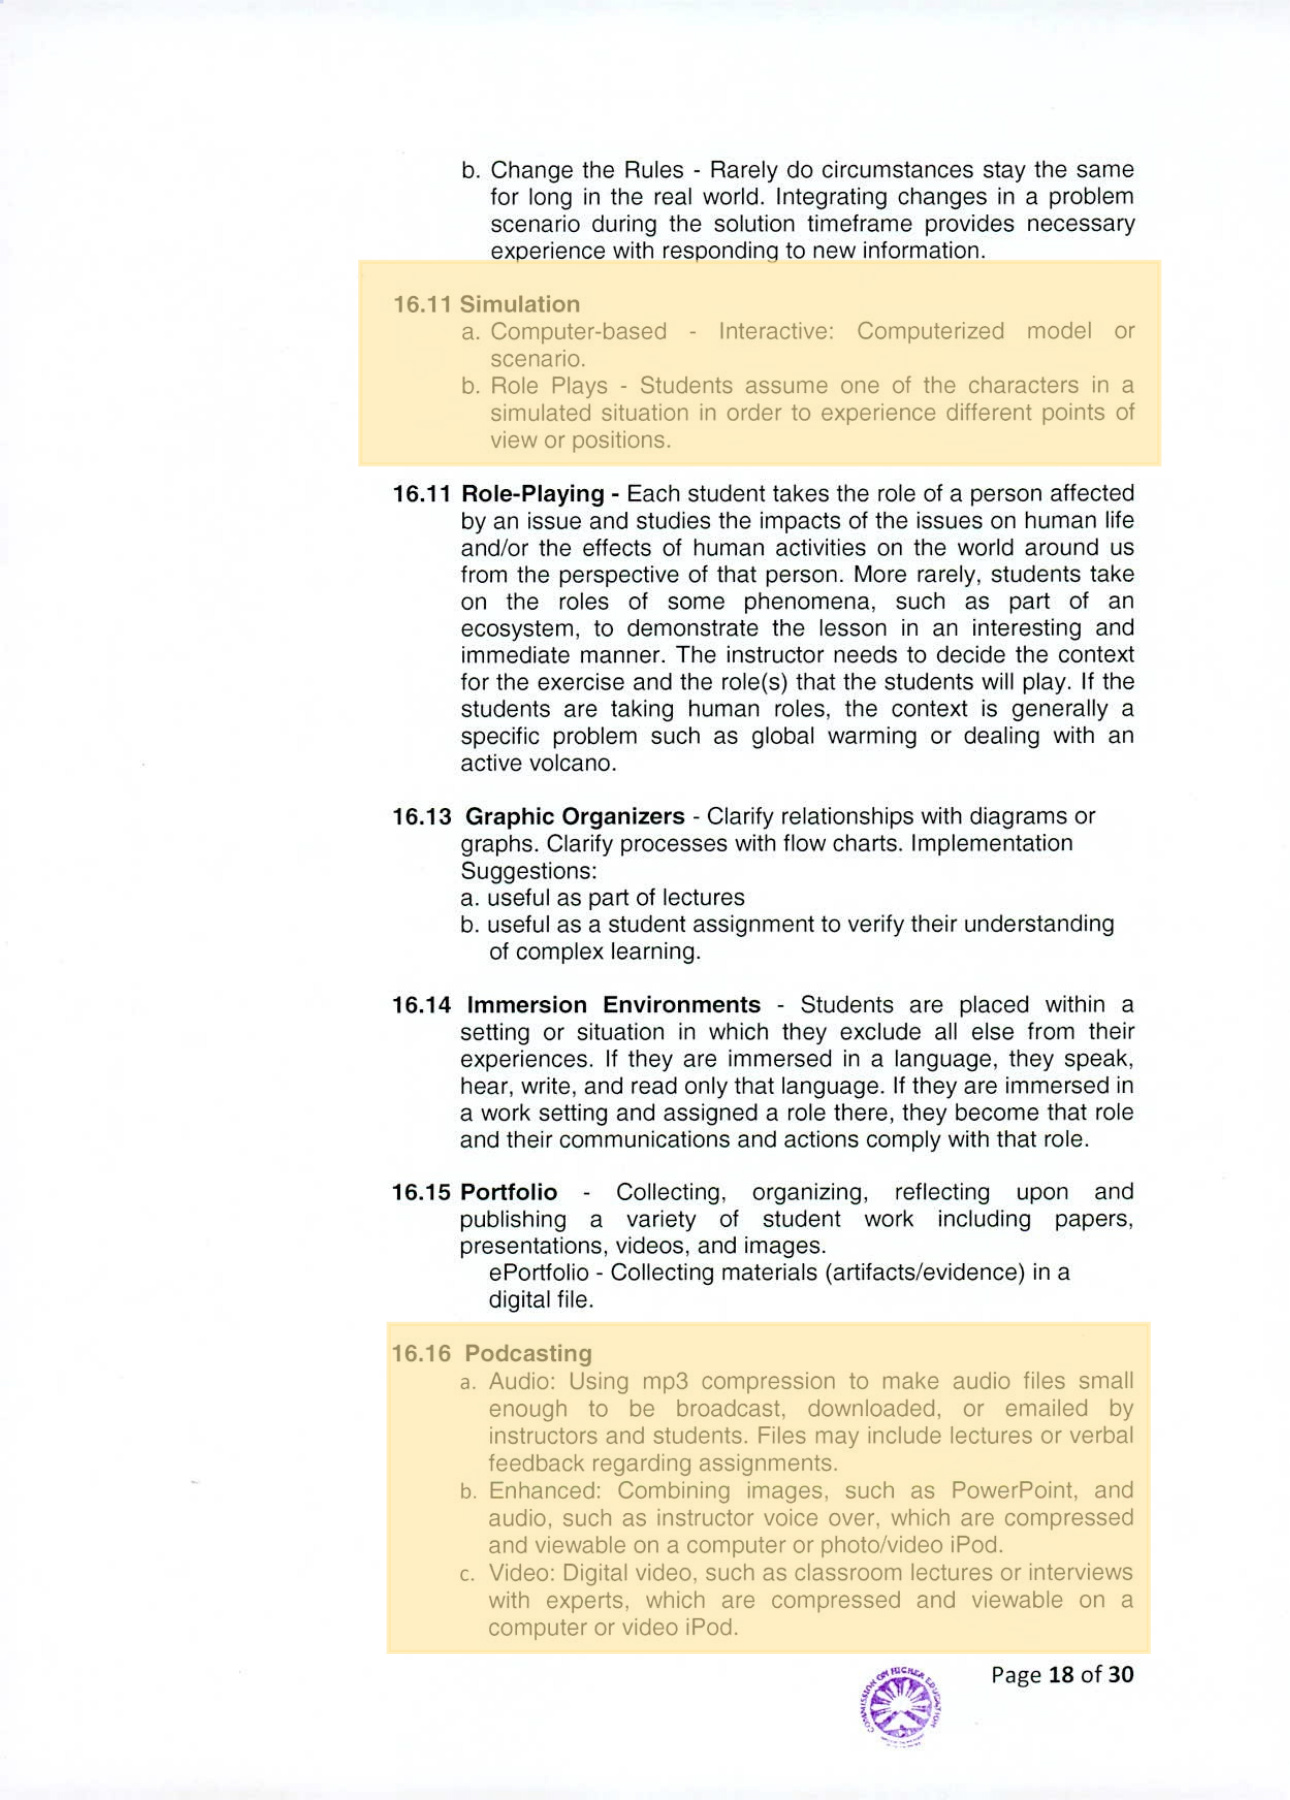 b. Change the Rules - Rarely do circumstances stay the same
for long in the real world. Integrating changes in a problem
scenario during the solution timeframe provides necessary
experience with responding to new information.
16.11 Simulation
a. Computer-based - Interactive: Computerized model or
scenario.
b. Role Plays - Students assume one of the characters in a
simulated situation in order to experience different points of
view or positions.
16.11 Role-Playing - Each student takes the role of a person affected
by an issue and studies the impacts of the issues on human life
and/or the effects of human activities on the world around us
from the perspective of that person. More rarely, students take
on the roles of some phenomena, such as part of an
ecosystem, to demonstrate the lesson in an interesting and
immediate manner. The instructor needs to decide the context
for the exercise and the role(s) that the students will play. If the
students are taking human roles, the context is generally a
specific problem such as global warming or dealing with an
active volcano.
16.13 Graphic Organizers - Clarify relationships with diagrams or
graphs. Clarify processes with flow charts. Implementation
Suggestions:
a. useful as part of lectures
b. useful as a student assignment to verify their understanding
of complex learning.
16.14 Immersion Environments - Students are placed within a
setting or situation in which they exclude all else from their
experiences. If they are immersed in a language, they speak,
hear, write, and read only that language. If they are immersed in
a work setting and assigned a role there, they become that role
and their communications and actions comply with that role.
16.15 Portfolio - Collecting, organizing, reflecting upon and
publishing a variety of student work including papers,
presentations, videos, and images.
ePortfolio - Collecting materials (artifacts/evidence) in a
digital file.
16.16 Podcasting
a. Audio: Using mp3 compression to make audio files small
enough to be broadcast, downloaded, or emailed by
instructors and students. Files may include lectures or verbal
feedback regarding assignments.
b. Enhanced: Combining images, such as PowerPoint, and
audio, such as instructor voice over, which are compressed
and viewable on a computer or photo/video iPod.
c. Video: Digital video, such as classroom lectures or interviews
with experts, which are compressed and viewable on a
computer or video iPod.
Page 18 of 30
COMMISSION ON HIGHER EDUCATION